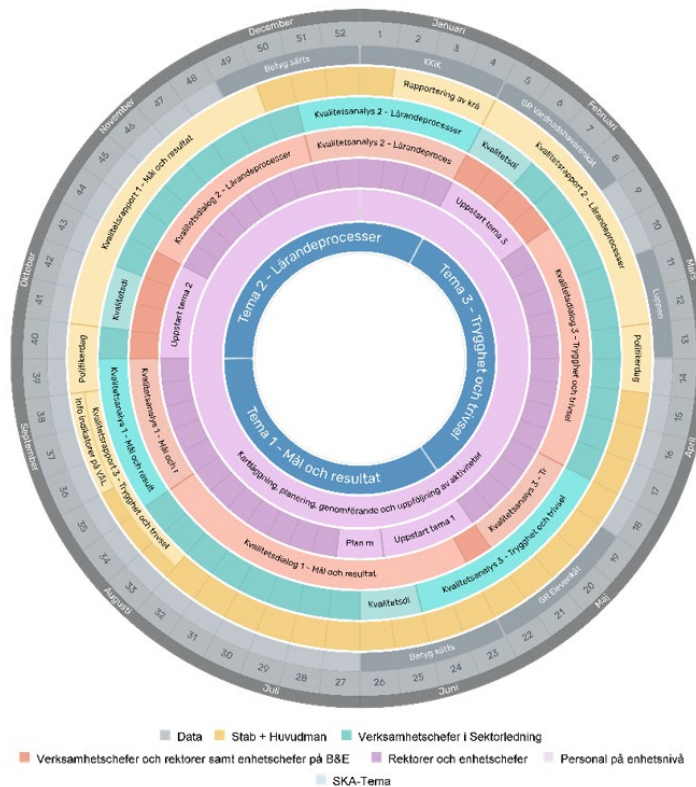 December
Januari
Februari
Mars
April
Maj
Juni
Juli
Augusti
September
Oktober
November
1
2
3
4
5
6
7
8
9
10
11
12
13
14
15
16
17
18
19
20
21
22
23
24
25
26
27
28
29
30
31
32
33
34
35
36
37
38
39
40
41
42
43
44
45
46
47
48
49
50
51
52
Betyg sätts
KKiK
GR Vårdnadshavarenkät
Luppen
GR Elevenkät
Betyg sätts
Rapportering av krä
Kvalitetsrapport 2 - Lärandeprocesser
Politikerdag
Kvalitetsrapport 3 - Trygghet och trivsel
Info Indikatorer på VAL
Politikerdag
Kvalitetsrapport 1 - Mål och resultat
Kvalitetsanalys 2 - Lärandeprocesser
Kvalitetsdi
Kvalitetsanalys 3 - Trygghet och trivsel
Kvalitetsdi
Kvalitetsanalys 1 - Mål och result
Kvalitetsdi
Kvalitetsanalys 2 - Lärandeproces
Kvalitetsdialog 3 - Trygghet och trivsel
Kvalitetsanalys 3 - Tr
Kvalitetsdialog 1 - Mål och resultat.
Kvalitetsanalys 1 - Mål och r
Kvalitetsdialog 2 - Lärandeprocesser
Uppstart tema 3
Uppstart tema 1
Plan m
Uppstart tema 2
Kartläggning, planering, genomförande och uppföljning av aktiviteter
Tema 2 - Lärandeprocesser
Tema 3 - Trygghet och trivsel
Tema 1 - Mål och resultat
Data
Stab + Huvudman
Verksamhetschefer i Sektorledning
Verksamhetschefer och rektorer samt enhetschefer på B&E
Rektorer och enhetschefer
Personal på enhetsnivå
SKA-Tema